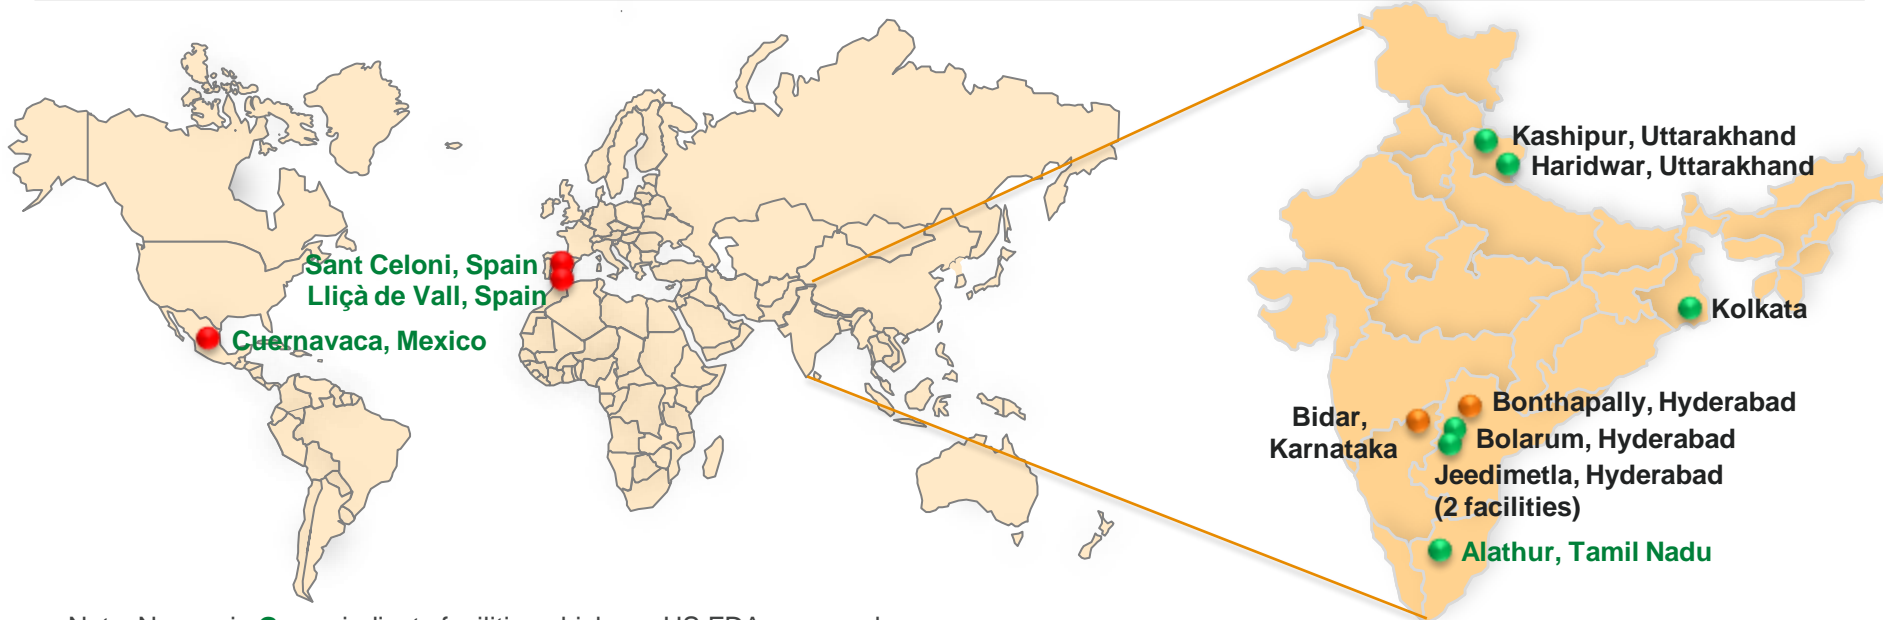 Kashipur, Uttarakhand
Haridwar, Uttarakhand
Sant Celoni, Spain
Lliçà de Vall, Spain
Kolkata
Cuernavaca, Mexico
Bonthapally, Hyderabad
Bidar,
Karnataka
Bolarum, Hyderabad
Jeedimetla, Hyderabad
(2 facilities)
Alathur, Tamil Nadu